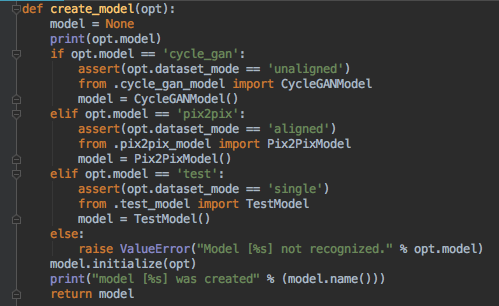 def create_model(opt):
    model = None
    print(opt.model)
    if opt.model == 'cycle_gan':
        assert(opt.dataset_mode == 'unaligned')
        from .cycle_gan_model import CycleGANModel
        model = CycleGANModel()
    elif opt.model == 'pix2pix':
        assert(opt.dataset_mode == 'aligned')
        from .pix2pix_model import Pix2PixModel
        model = Pix2PixModel()
    elif opt.model == 'test':
        assert(opt.dataset_mode == 'single')
        from .test_model import TestModel
        model = TestModel()
    else:
        raise ValueError("Model [%s] not recognized." % opt.model)
    model.initialize(opt)
    print("model [%s] was created" % (model.name()))
    return model